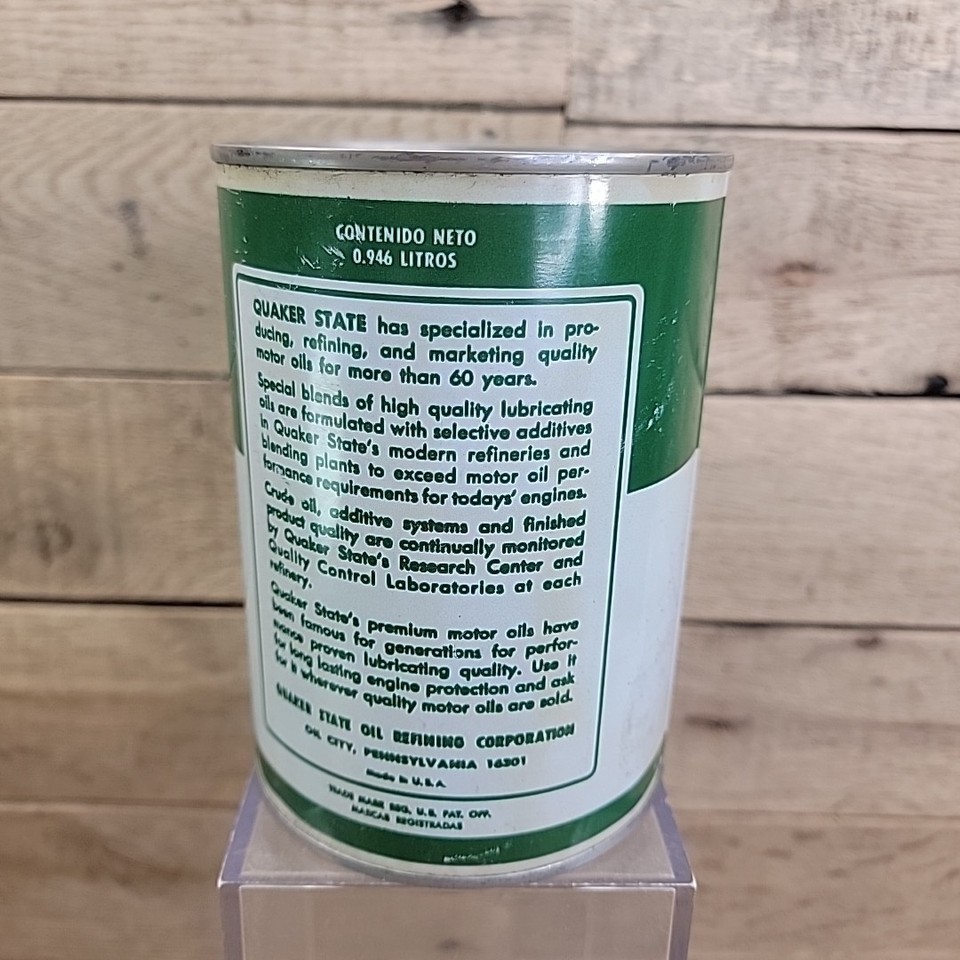 CONTENIDO NETO
0.946 LITROS
QUAKER STATE has specialized in pro-
ducing, refining, and marketing quality
motor oils for more than 60 years.
Special blends of high quality lubricating
oils are formulated with selective additives
in Quaker State's modern refineries and
blending plants to exceed motor oil per-
formance requirements for todays' engines.
Crude oil, additive systems and finished
product quality are continually monitored
by Quaker State's Research Center and
Quality Control Laboratories at each
refinery.
Quaker State's premium motor oils have
been famous for generations for perfor-
mance proven lubricating quality. Use it
for long lasting engine protection and ask
for it wherever quality motor oils are sold.
QUAKER STATE OIL REFINING CORPORATION
OIL CITY, PENNSYLVANIA 16301
Made in U.S.A.
TRADE MARK REG. U.S. PAT. OFF.
MARCAS REGISTRADAS